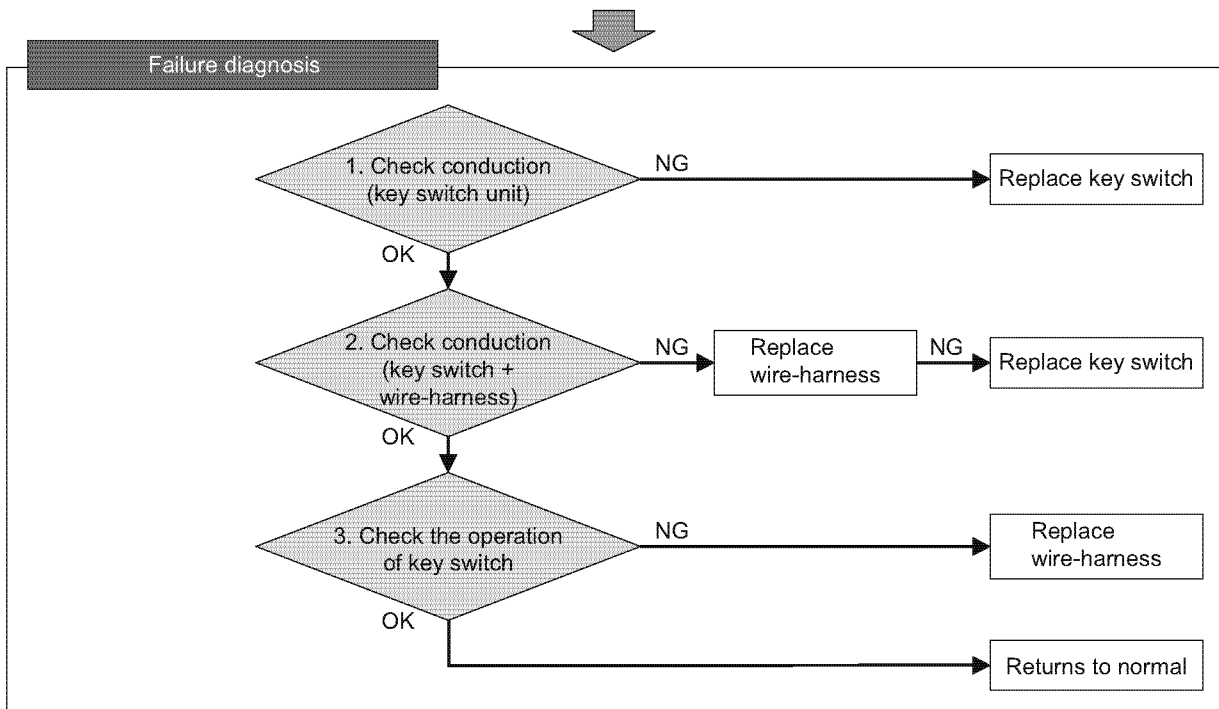 Failure diagnosis
1. Check conduction
(key switch unit)
NG
Replace key switch
OK
2. Check conduction
(key switch +
wire-harness)
NG
Replace
wire-harness
NG
Replace key switch
OK
3. Check the operation
of key switch
NG
Replace
wire-harness
OK
Returns to normal